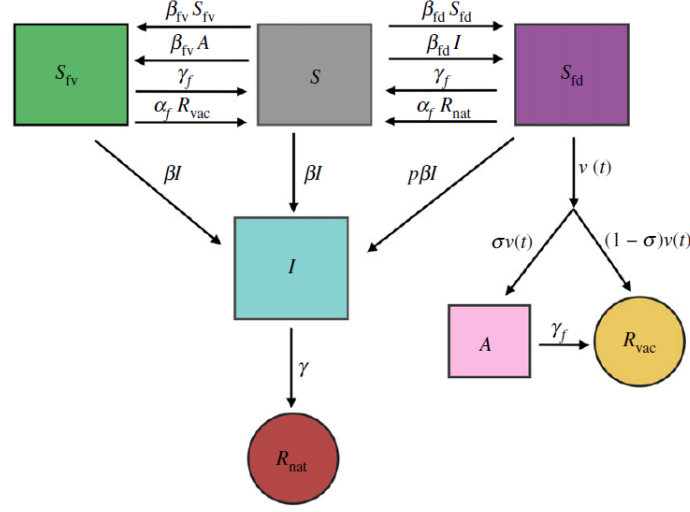 β_fv S_fv
β_fd S_fd
β_fv A
β_fd I
S_fv
γ_f
S
γ_f
S_fd
α_f R_vac
α_f R_nat
βI
βI
pβI
v (t)
σv(t)
(1 − σ)v(t)
I
A
γ_f
R_vac
γ
R_nat